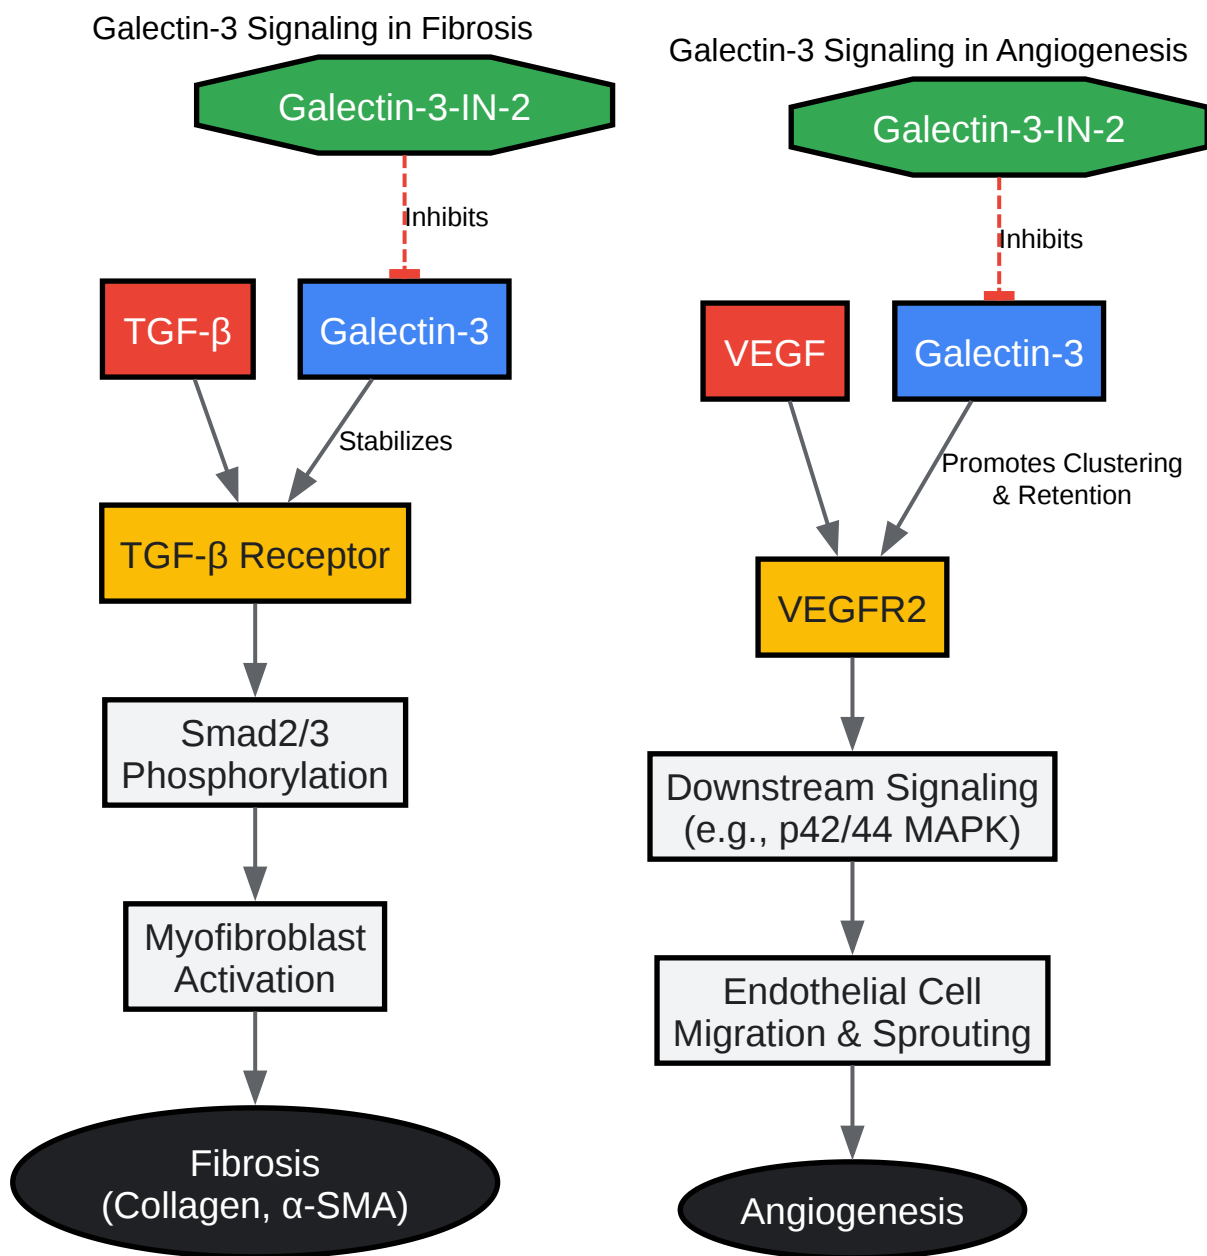 Galectin-3 Signaling in Fibrosis
Galectin-3-IN-2
Inhibits
TGF-β
Galectin-3
Stabilizes
TGF-β Receptor
Smad2/3
Phosphorylation
Myofibroblast
Activation
Fibrosis
(Collagen, α-SMA)
Galectin-3 Signaling in Angiogenesis
Galectin-3-IN-2
Inhibits
VEGF
Galectin-3
Promotes Clustering
& Retention
VEGFR2
Downstream Signaling
(e.g., p42/44 MAPK)
Endothelial Cell
Migration & Sprouting
Angiogenesis